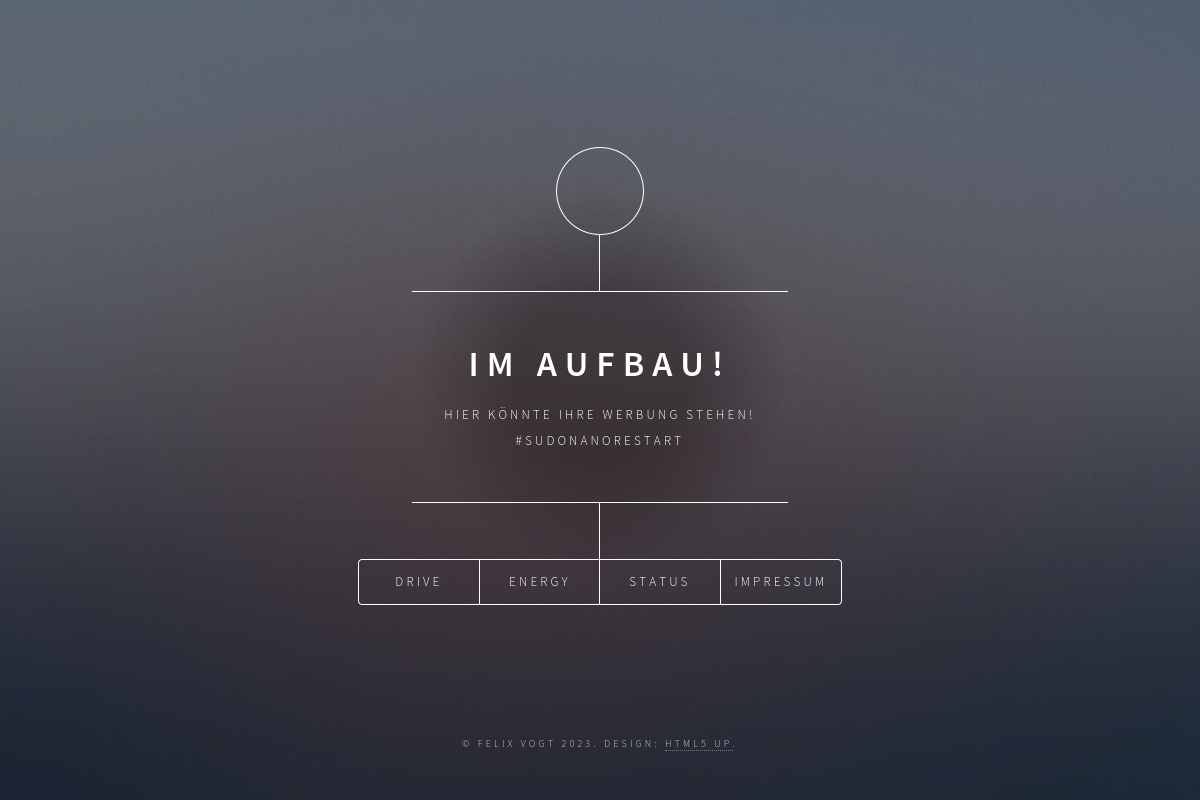 IM AUFBAU!
HIER KÖNNTE IHRE WERBUNG STEHEN!
#SUDONANORESTART
DRIVE
ENERGY
STATUS
IMPRESSUM
© FELIX VOGT 2023. DESIGN: HTML5 UP.